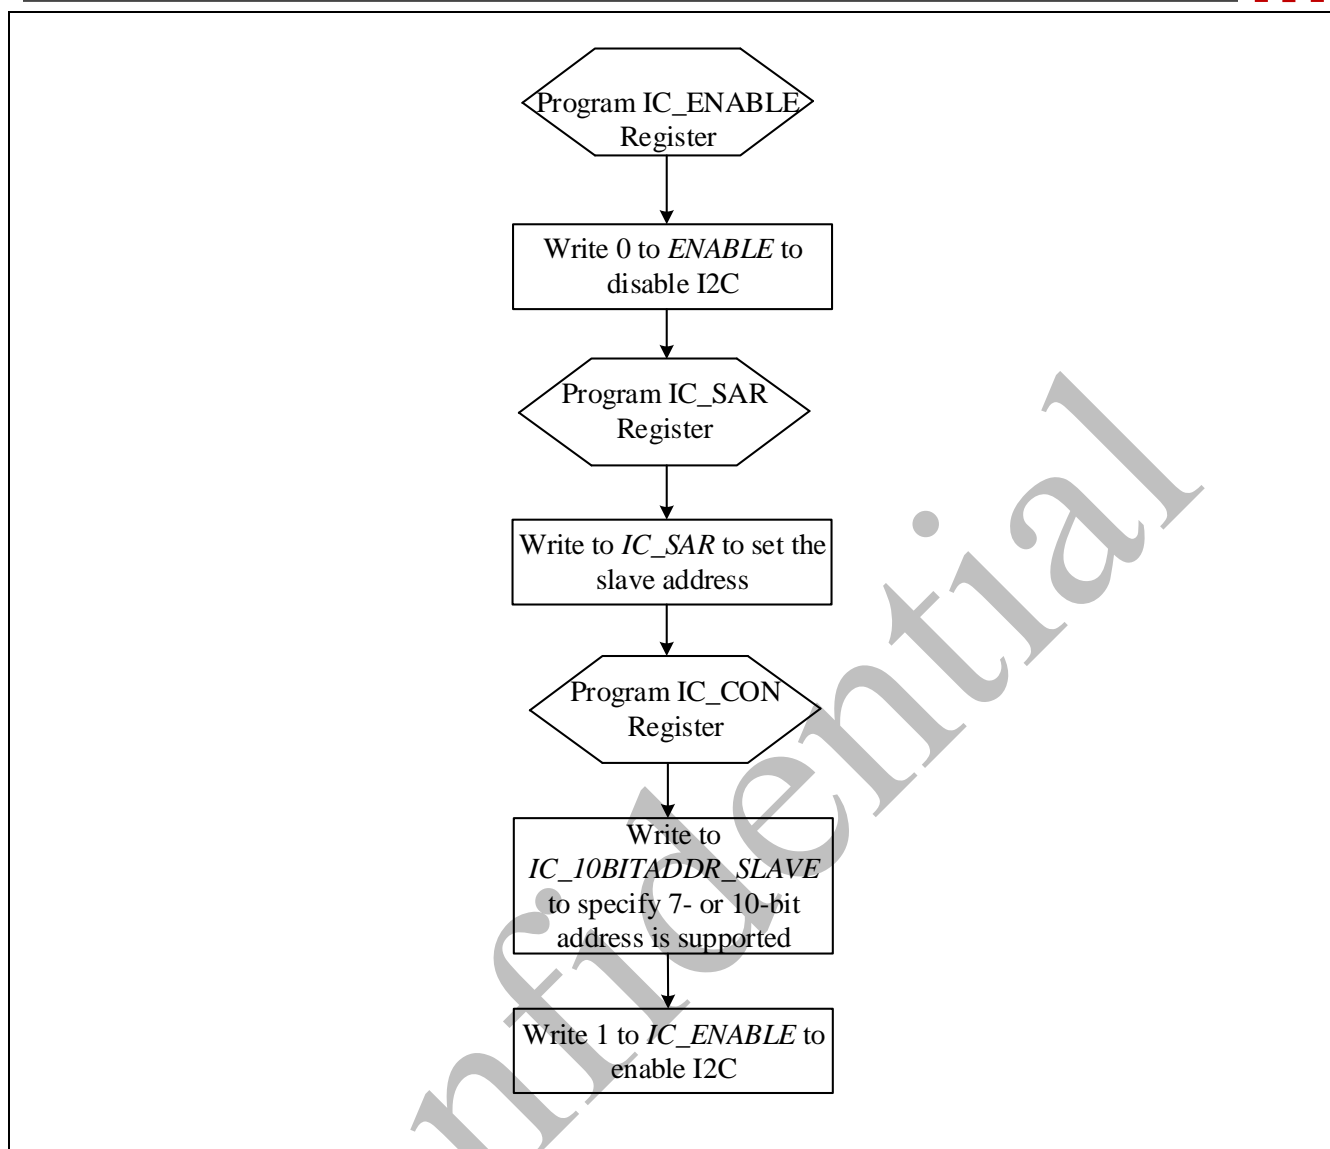 Program IC_ENABLE
Register
Write 0 to ENABLE to
disable I2C
Program IC_SAR
Register
Write to IC_SAR to set the
slave address
Program IC_CON
Register
Write to
IC_10BITADDR_SLAVE
to specify 7- or 10-bit
address is supported
Write 1 to IC_ENABLE to
enable I2C
nfidential